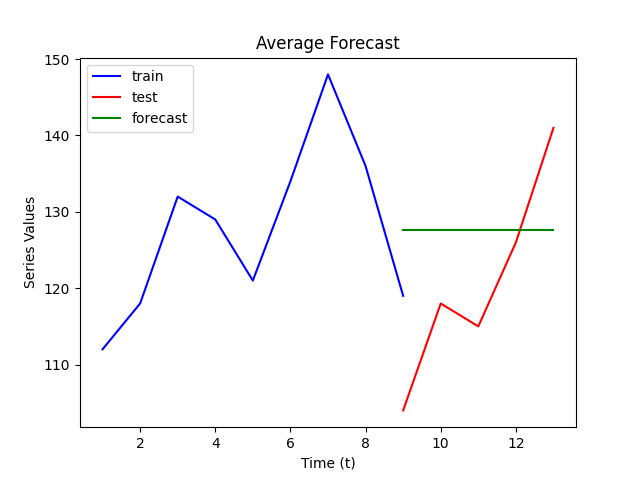 Average Forecast
train
test
forecast
Series Values
150
140
130
120
110
2 4 6 8 10 12
Time (t)